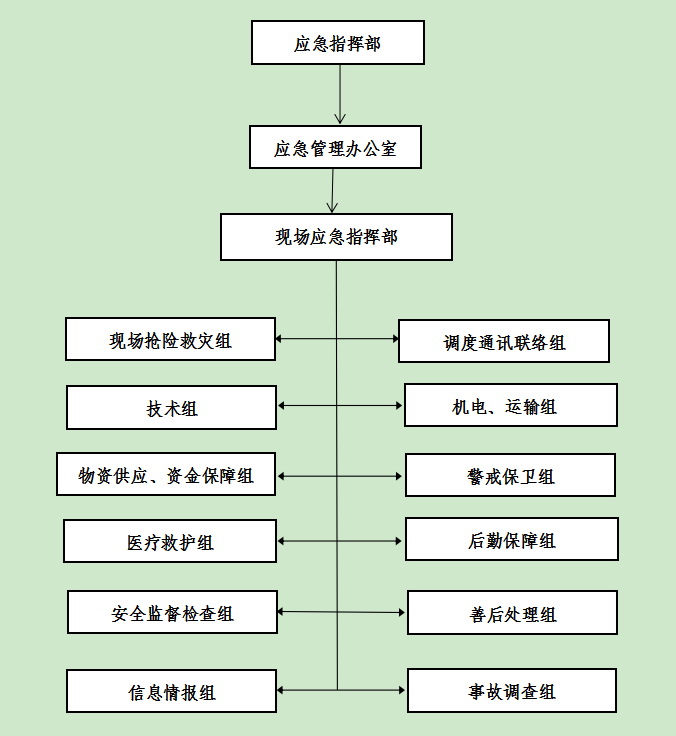 应急指挥部
应急管理办公室
现场应急指挥部
现场抢险救灾组
调度通讯联络组
技术组
机电、运输组
物资供应、资金保障组
警戒保卫组
医疗救护组
后勤保障组
安全监督检查组
善后处理组
信息情报组
事故调查组